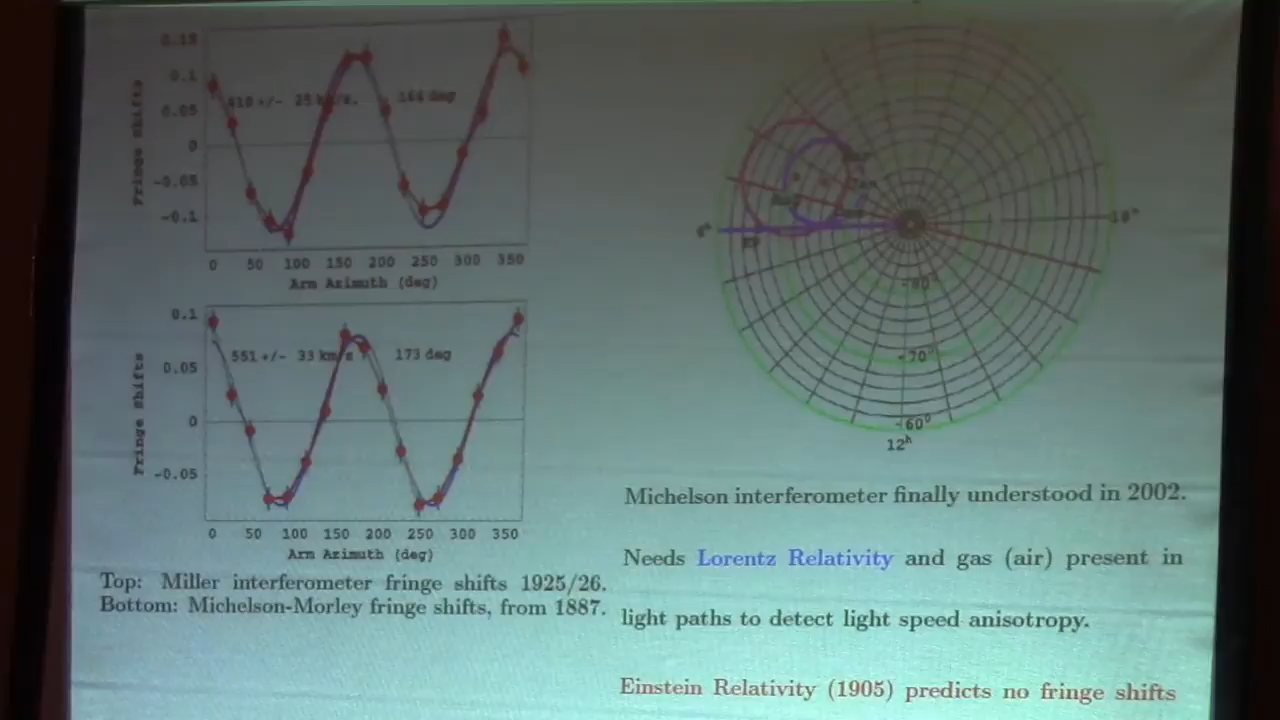 0.15
0.1
0.05
0
-0.05
-0.1
Fringe Shifts
410 +/- 25 km/s. 164 deg
0 50 100 150 200 250 300 350
Arm Azimuth (deg)
0.1
0.05
0
-0.05
Fringe Shifts
551 +/- 33 km/s 173 deg
0 50 100 150 200 250 300 350
Arm Azimuth (deg)
Top: Miller interferometer fringe shifts 1925/26.
Bottom: Michelson-Morley fringe shifts, from 1887.
-80°
-70°
-60°
12ʰ
Michelson interferometer finally understood in 2002.
Needs Lorentz Relativity and gas (air) present in
light paths to detect light speed anisotropy.
Einstein Relativity (1905) predicts no fringe shifts